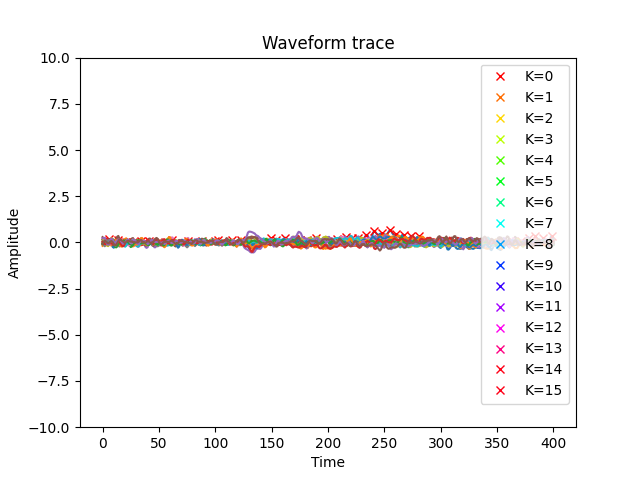 Waveform trace
Amplitude
10.0
7.5
5.0
2.5
0.0
−2.5
−5.0
−7.5
−10.0
K=0
K=1
K=2
K=3
K=4
K=5
K=6
K=7
K=8
K=9
K=10
K=11
K=12
K=13
K=14
K=15
0 50 100 150 200 250 300 350 400
Time